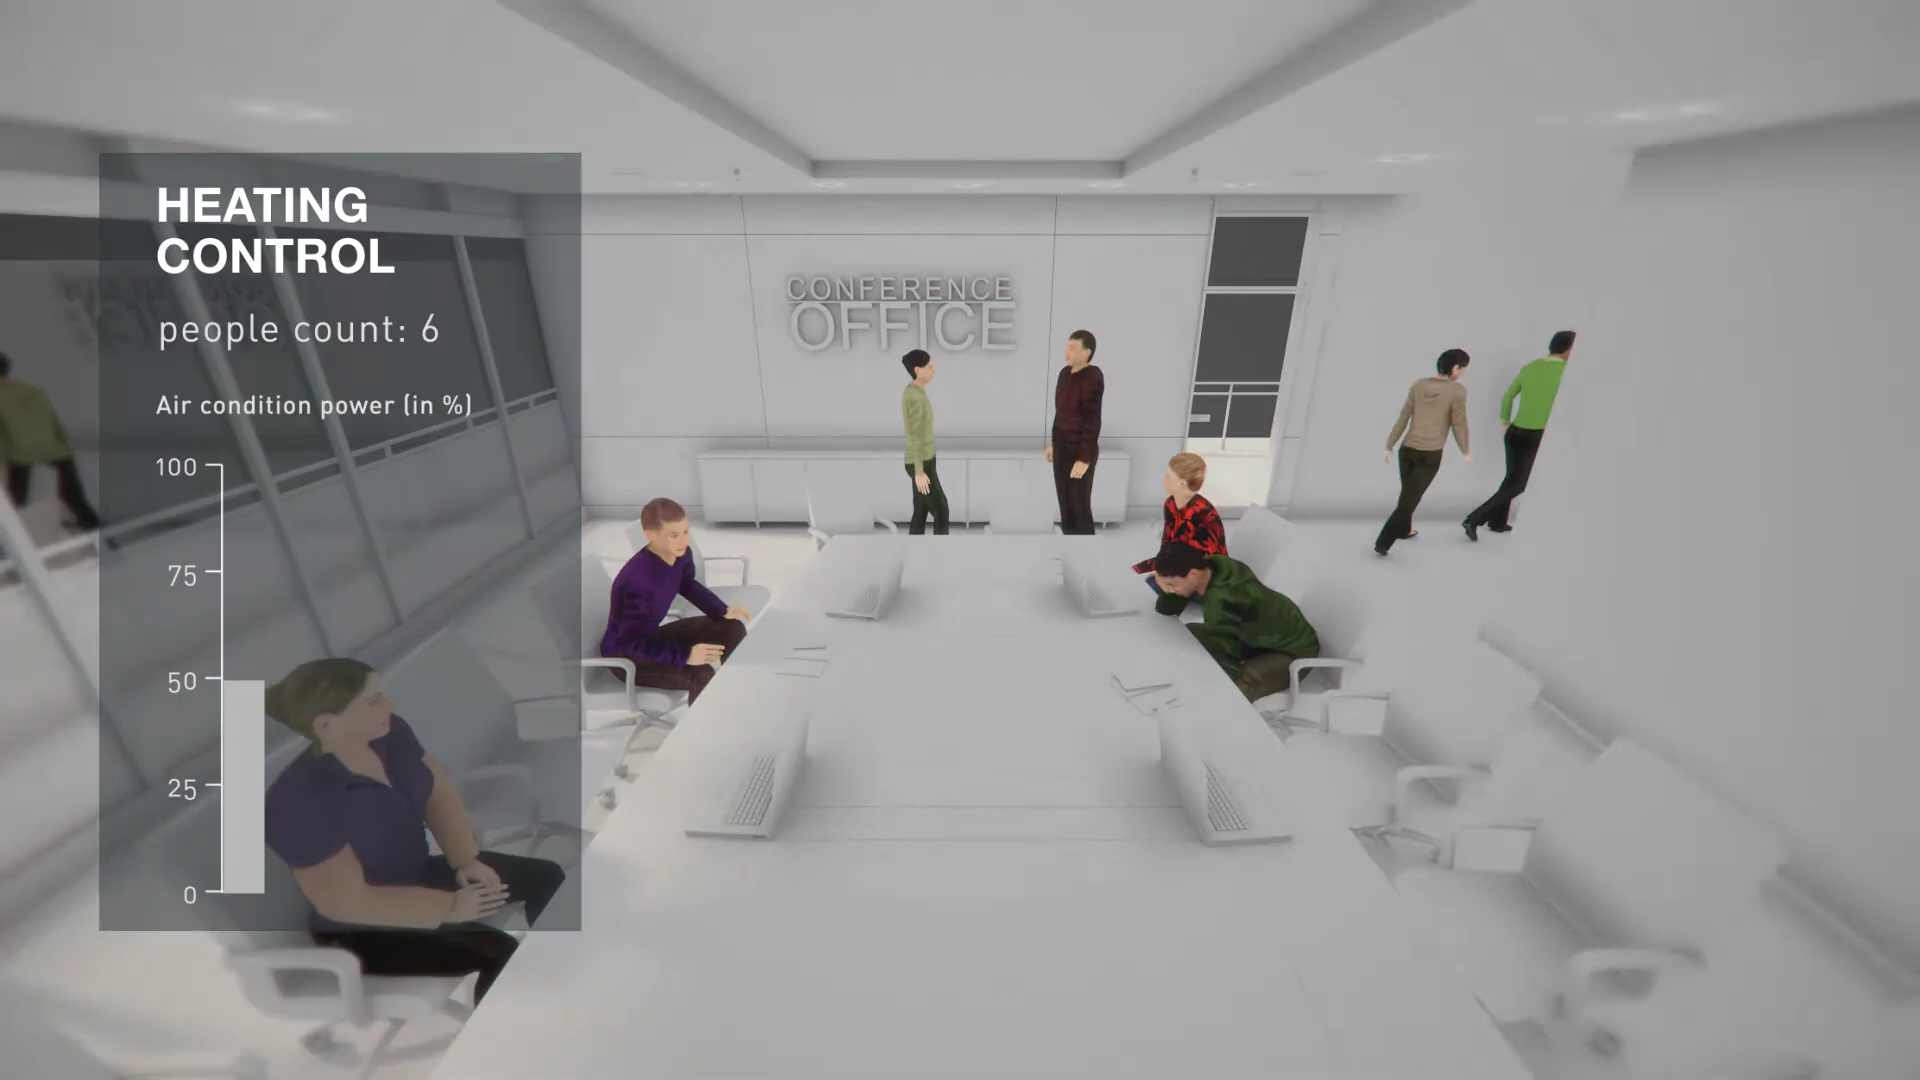 HEATING
CONTROL
people count: 6
Air condition power (in %)
100
75
50
25
0
CONFERENCE
OFFICE